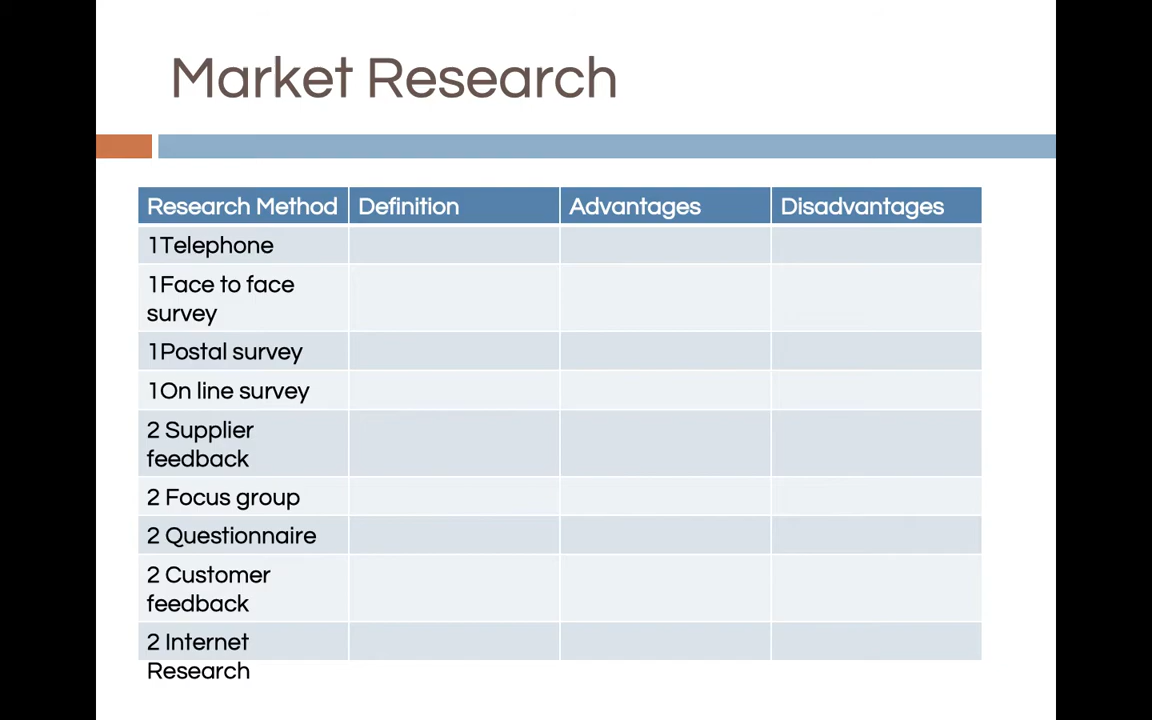 Market Research
Research Method Definition Advantages Disadvantages
1Telephone
1Face to face
survey
1Postal survey
1On line survey
2 Supplier
feedback
2 Focus group
2 Questionnaire
2 Customer
feedback
2 Internet
Research